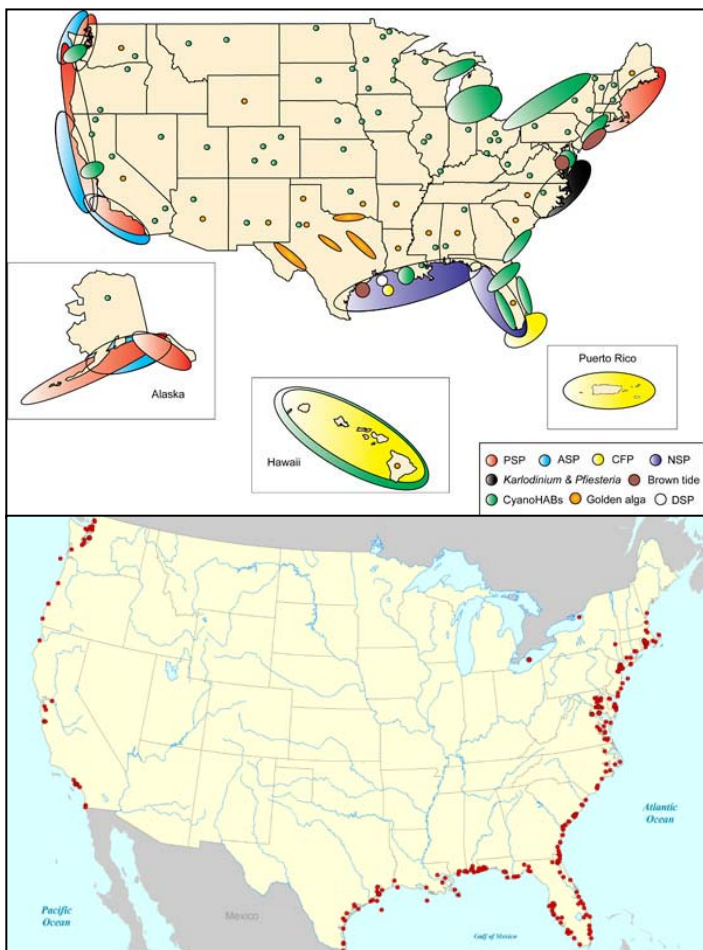 Alaska
Hawaii
Puerto Rico
PSP ASP CFP NSP
Karlodinium & Pfiesteria Brown tide
CyanoHABs Golden alga DSP
Atlantic
Ocean
Pacific
Ocean
Mexico
Gulf of Mexico